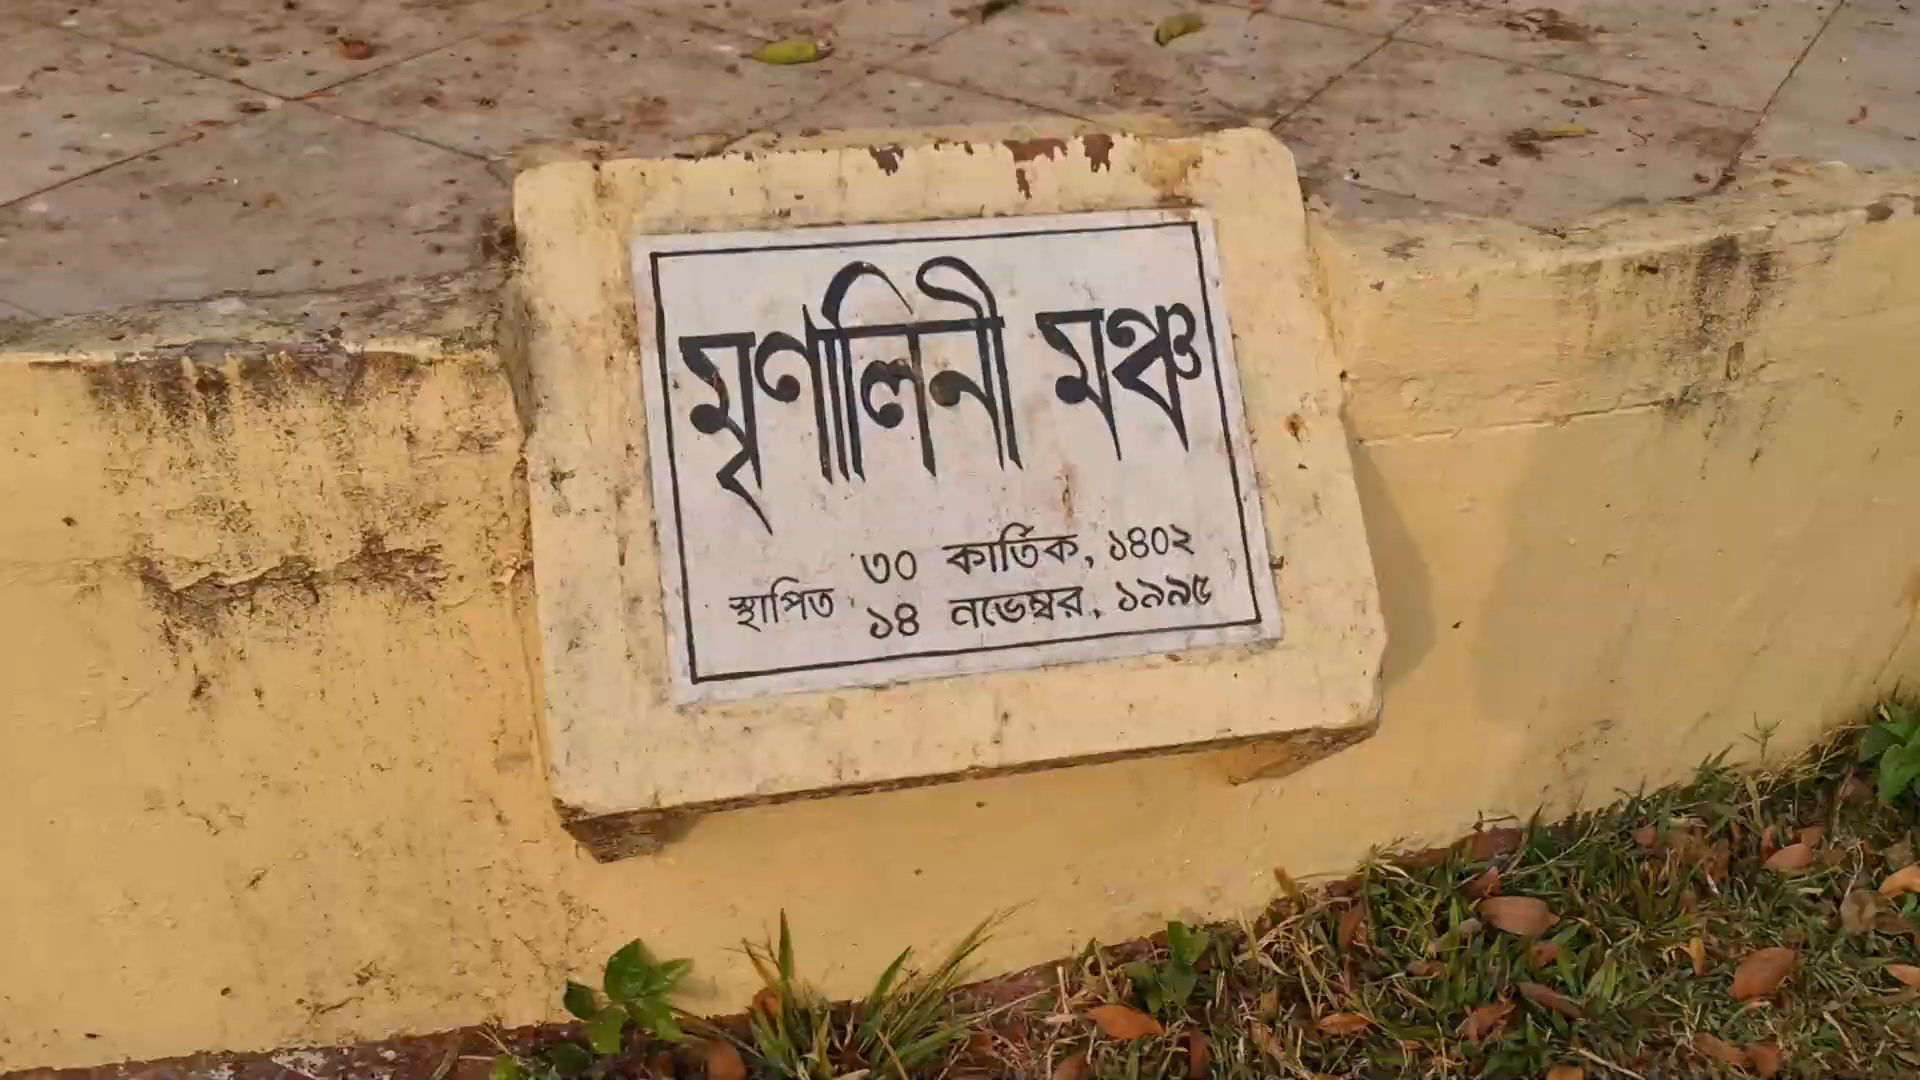 মৃণালিনী মঞ্চ
৩০ কার্তিক, ১৪০২
স্থাপিত
১৪ নভেম্বর, ১৯৯৫